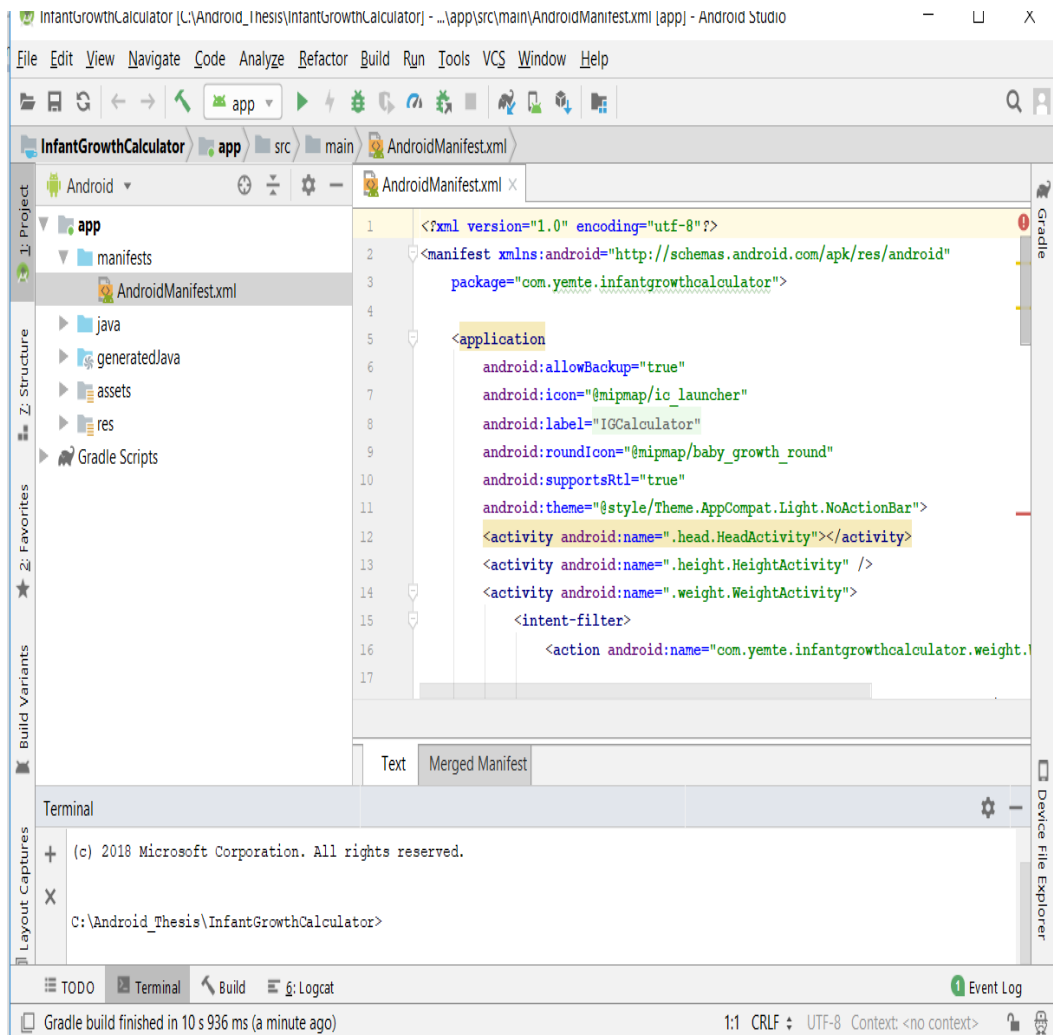 InfantGrowthCalculator [C:\Android_Thesis\InfantGrowthCalculator] - ...\app\src\main\AndroidManifest.xml [app] - Android Studio
File Edit View Navigate Code Analyze Refactor Build Run Tools VCS Window Help
app
InfantGrowthCalculator app src main AndroidManifest.xml
1: Project
Android
AndroidManifest.xml
Gradle
app
manifests
AndroidManifest.xml
java
generatedJava
assets
res
Gradle Scripts
1 <?xml version="1.0" encoding="utf-8"?>
2 <manifest xmlns:android="http://schemas.android.com/apk/res/android"
3 package="com.yemte.infantgrowthcalculator">
4
5 <application
6 android:allowBackup="true"
7 android:icon="@mipmap/ic_launcher"
8 android:label="IGCalculator"
9 android:roundIcon="@mipmap/baby_growth_round"
10 android:supportsRtl="true"
11 android:theme="@style/Theme.AppCompat.Light.NoActionBar">
12 <activity android:name=".head.HeadActivity"></activity>
13 <activity android:name=".height.HeightActivity" />
14 <activity android:name=".weight.WeightActivity">
15 <intent-filter>
16 <action android:name="com.yemte.infantgrowthcalculator.weight.
17
Z: Structure
2: Favorites
Build Variants
Layout Captures
Text Merged Manifest
Device File Explorer
Terminal
(c) 2018 Microsoft Corporation. All rights reserved.
C:\Android_Thesis\InfantGrowthCalculator>
TODO Terminal Build 6: Logcat 1 Event Log
Gradle build finished in 10 s 936 ms (a minute ago) 1:1 CRLF UTF-8 Context: <no context>